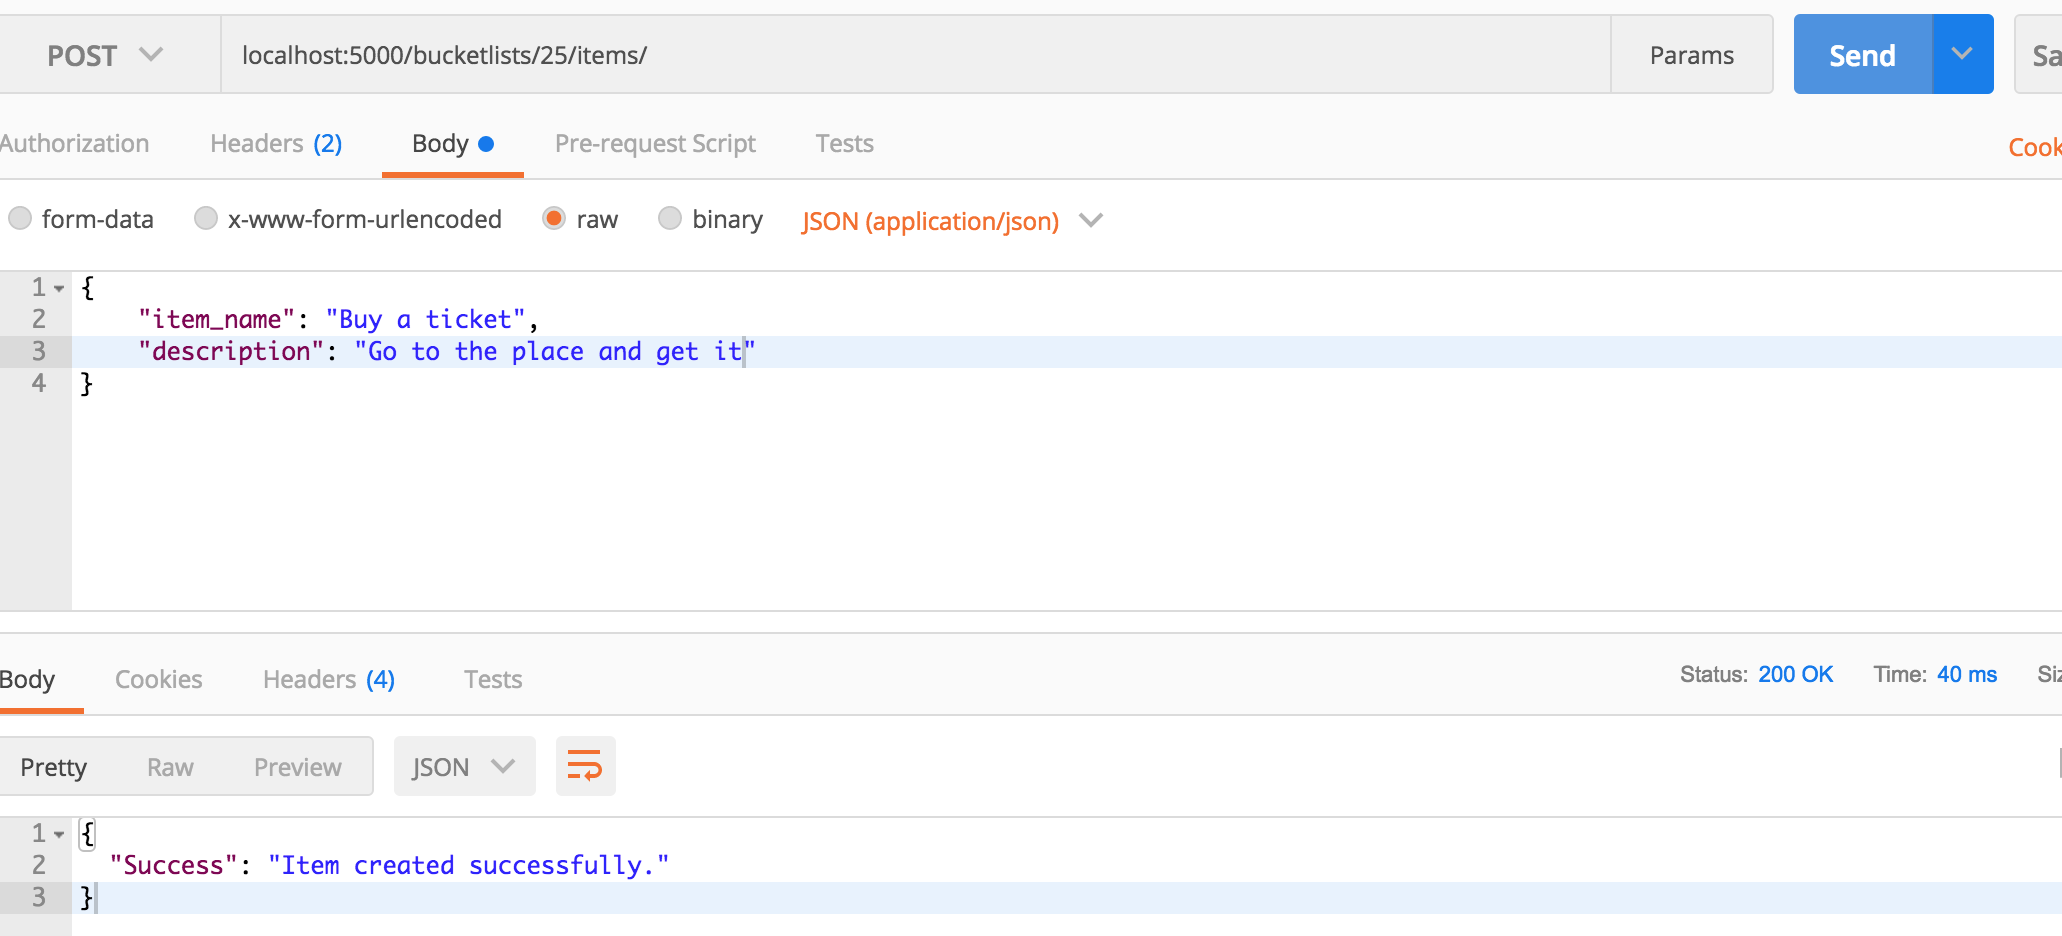 POST localhost:5000/bucketlists/25/items/ Params Send Sa
Authorization Headers (2) Body Pre-request Script Tests Cook
form-data x-www-form-urlencoded raw binary JSON (application/json)
1 {
2 "item_name": "Buy a ticket",
3 "description": "Go to the place and get it"
4 }
Body Cookies Headers (4) Tests Status: 200 OK Time: 40 ms Siz
Pretty Raw Preview JSON
1 {
2 "Success": "Item created successfully."
3 }